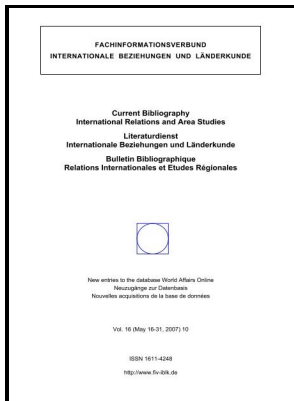 FACHINFORMATIONSVERBUND
INTERNATIONALE BEZIEHUNGEN UND LÄNDERKUNDE
Current Bibliography
International Relations and Area Studies
Literaturdienst
Internationale Beziehungen und Länderkunde
Bulletin Bibliographique
Relations Internationales et Etudes Régionales
New entries to the database World Affairs Online
Neuzugänge zur Datenbasis
Nouvelles acquisitions de la base de données
Vol. 16 (May 16-31, 2007) 10
ISSN 1611-4248
http://www.fiv-iblk.de